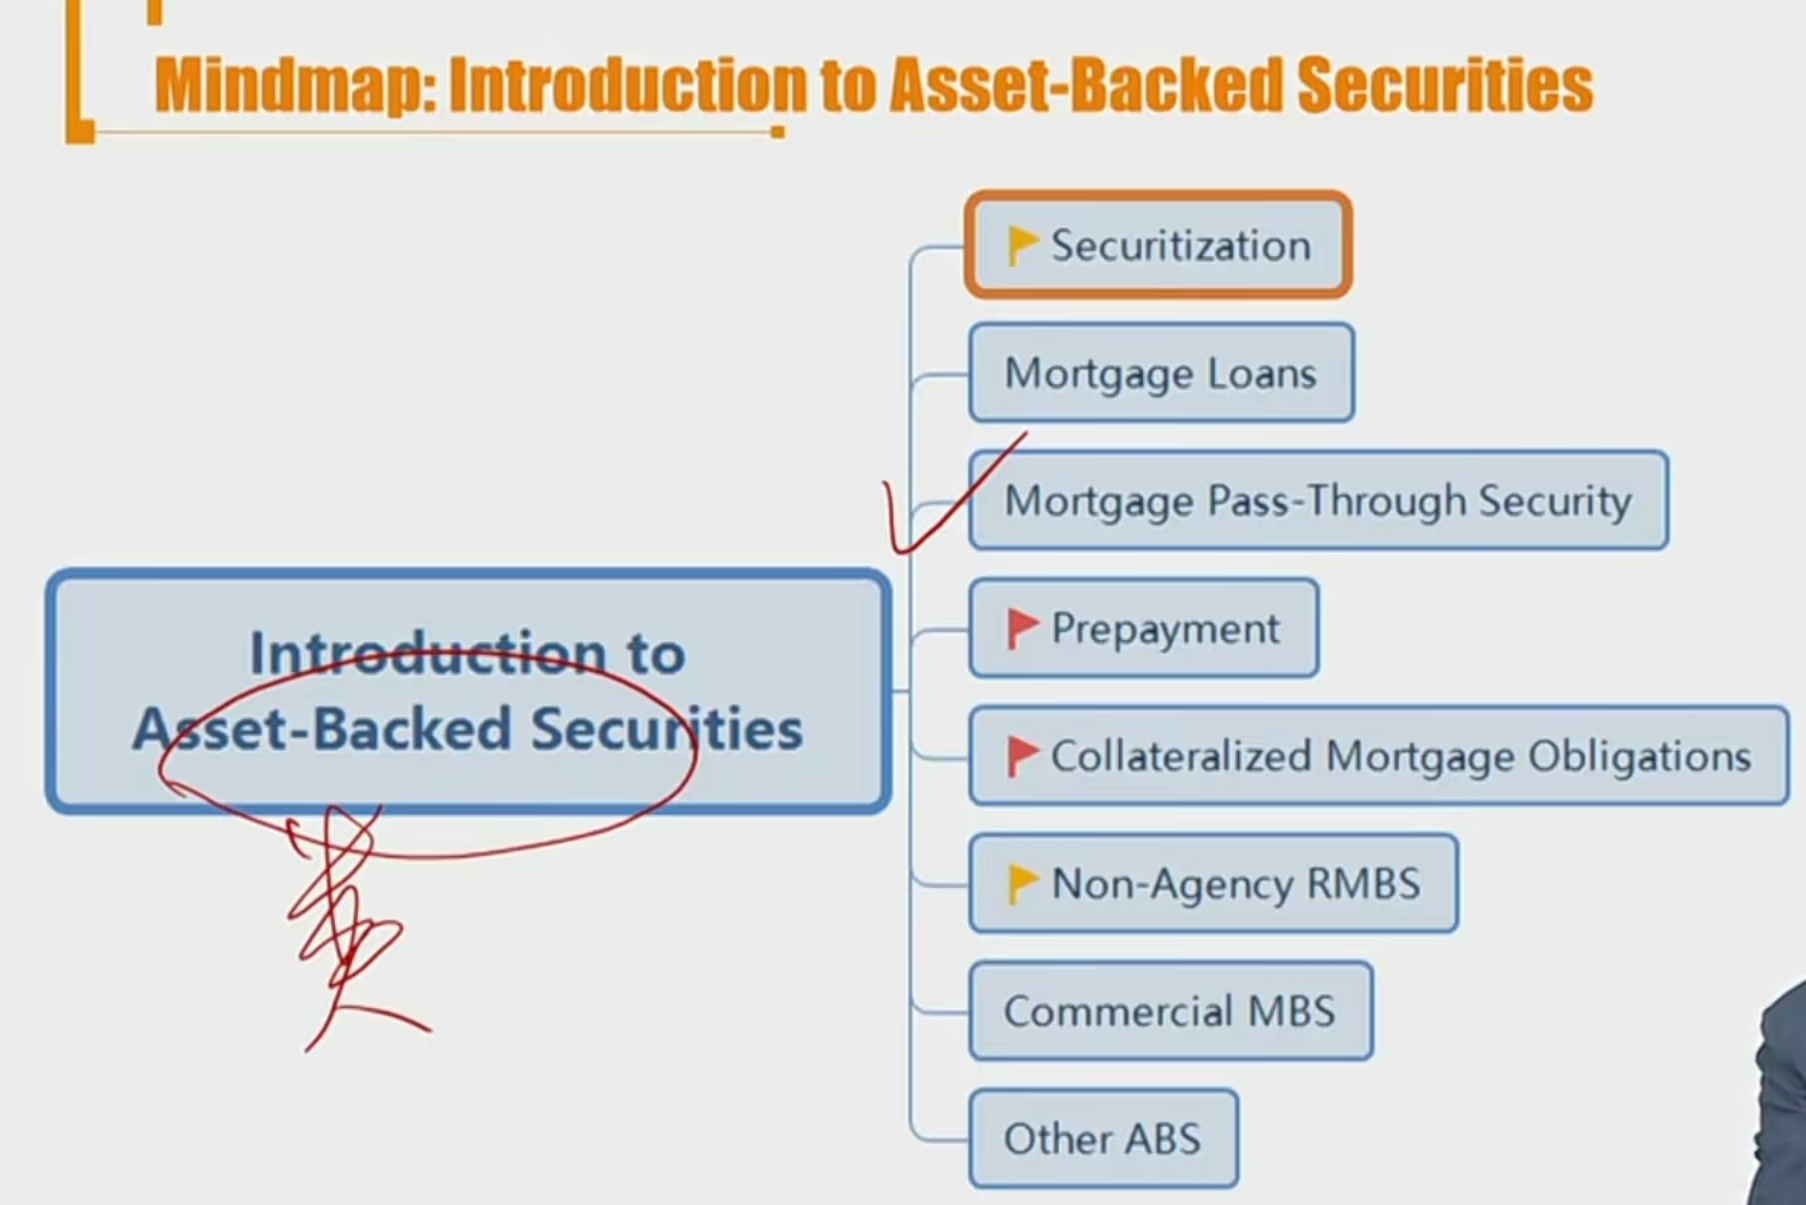 Mindmap: Introduction to Asset-Backed Securities
Introduction to
Asset-Backed Securities
Securitization
Mortgage Loans
Mortgage Pass-Through Security
Prepayment
Collateralized Mortgage Obligations
Non-Agency RMBS
Commercial MBS
Other ABS